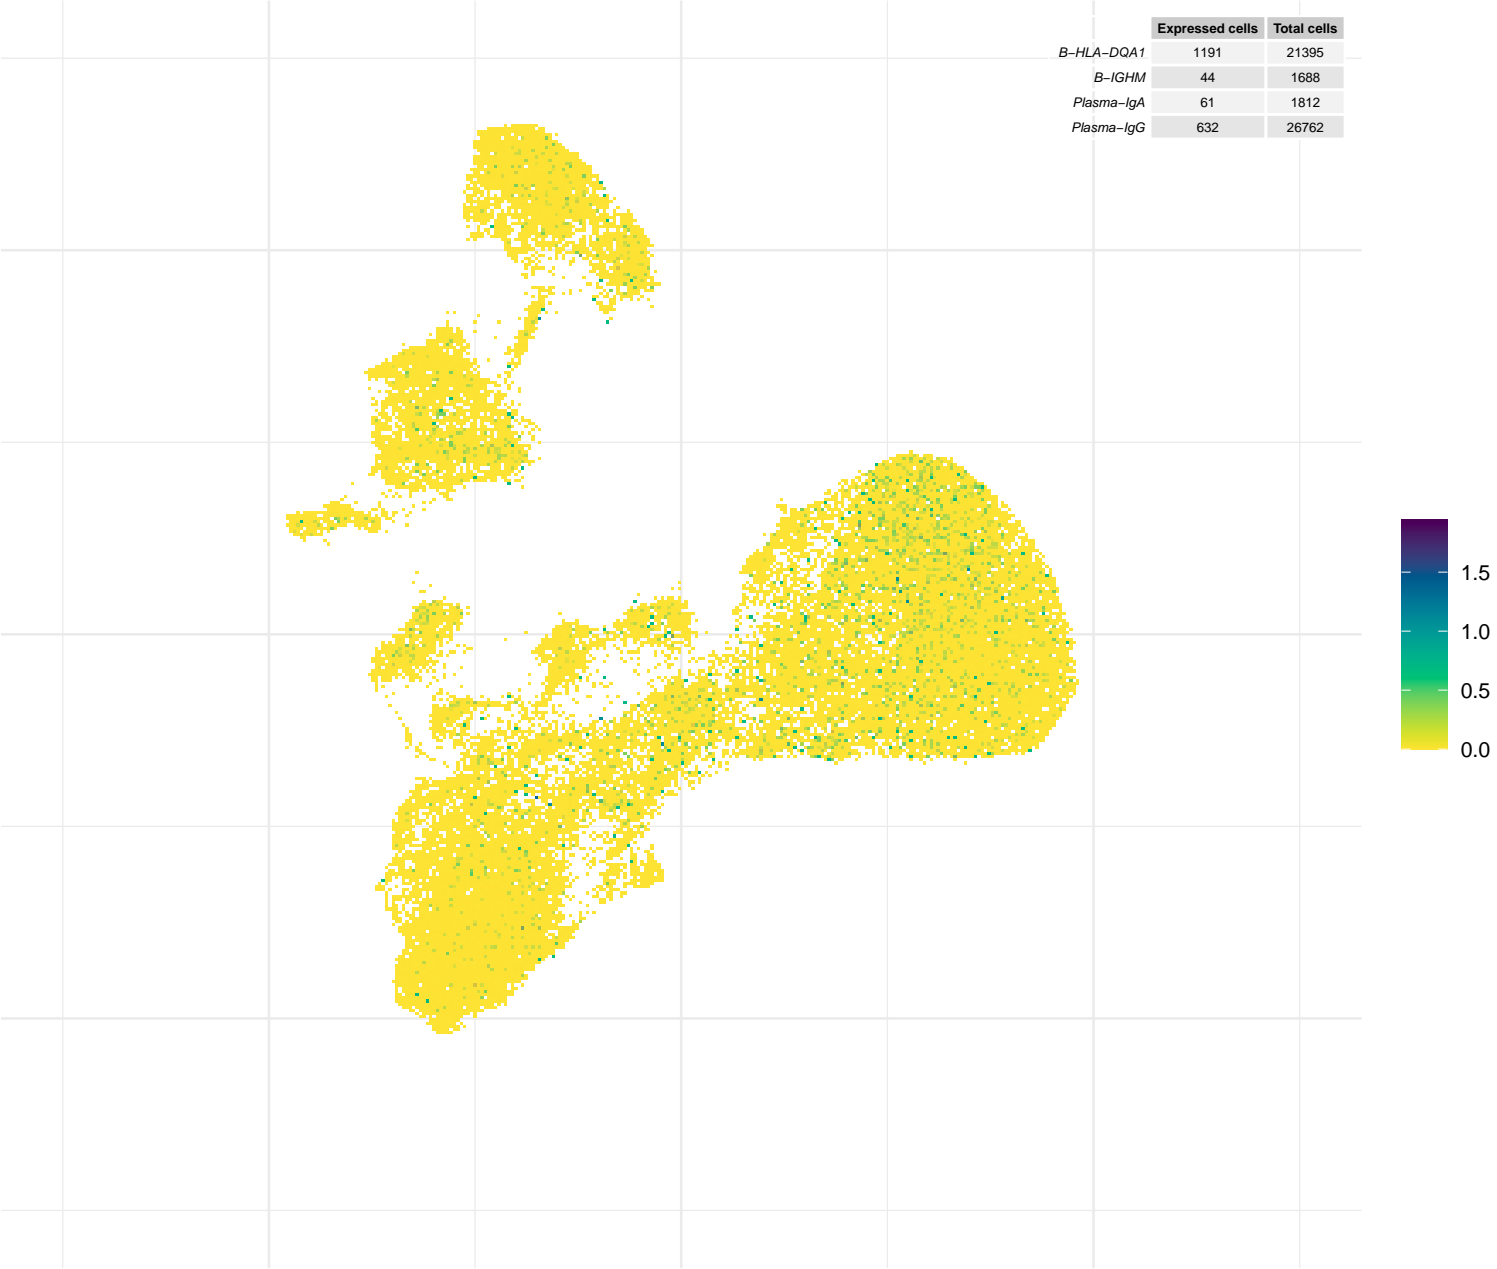 Expressed cells Total cells
B−HLA−DQA1 1191 21395
B−IGHM 44 1688
Plasma−IgA 61 1812
Plasma−IgG 632 26762
1.5
1.0
0.5
0.0